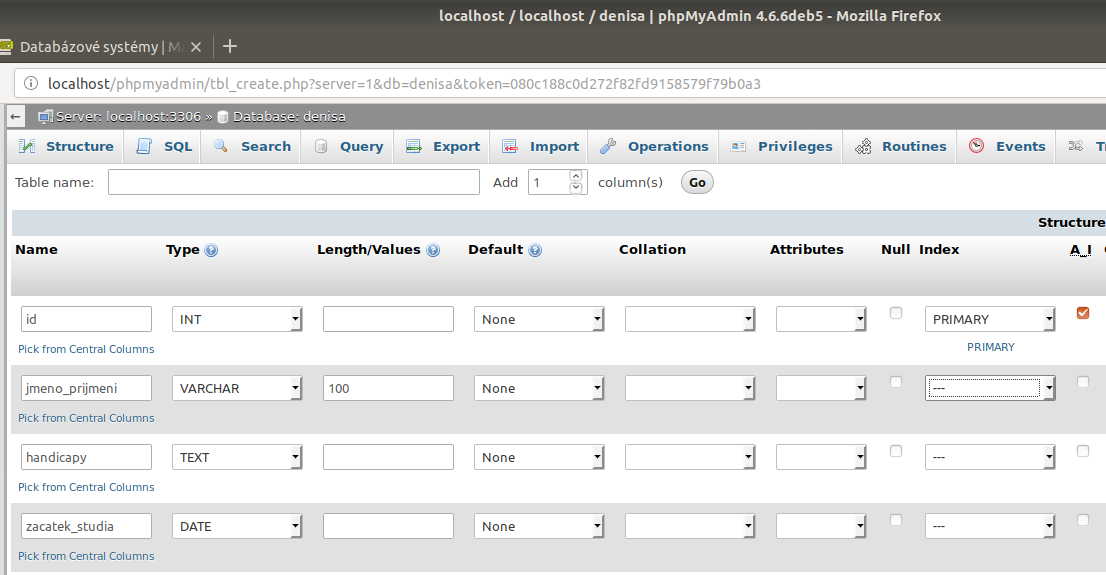 localhost / localhost / denisa | phpMyAdmin 4.6.6deb5 - Mozilla Firefox
Databázové systémy | M
localhost/phpmyadmin/tbl_create.php?server=1&db=denisa&token=080c188c0d272f82fd9158579f79b0a3
Server: localhost:3306 » Database: denisa
Structure SQL Search Query Export Import Operations Privileges Routines Events T
Table name: Add 1 column(s) Go
Structure
Name Type Length/Values Default Collation Attributes Null Index A_I
id INT None PRIMARY
Pick from Central Columns PRIMARY
jmeno_prijmeni VARCHAR 100 None ---
Pick from Central Columns
handicapy TEXT None ---
Pick from Central Columns
zacatek_studia DATE None ---
Pick from Central Columns